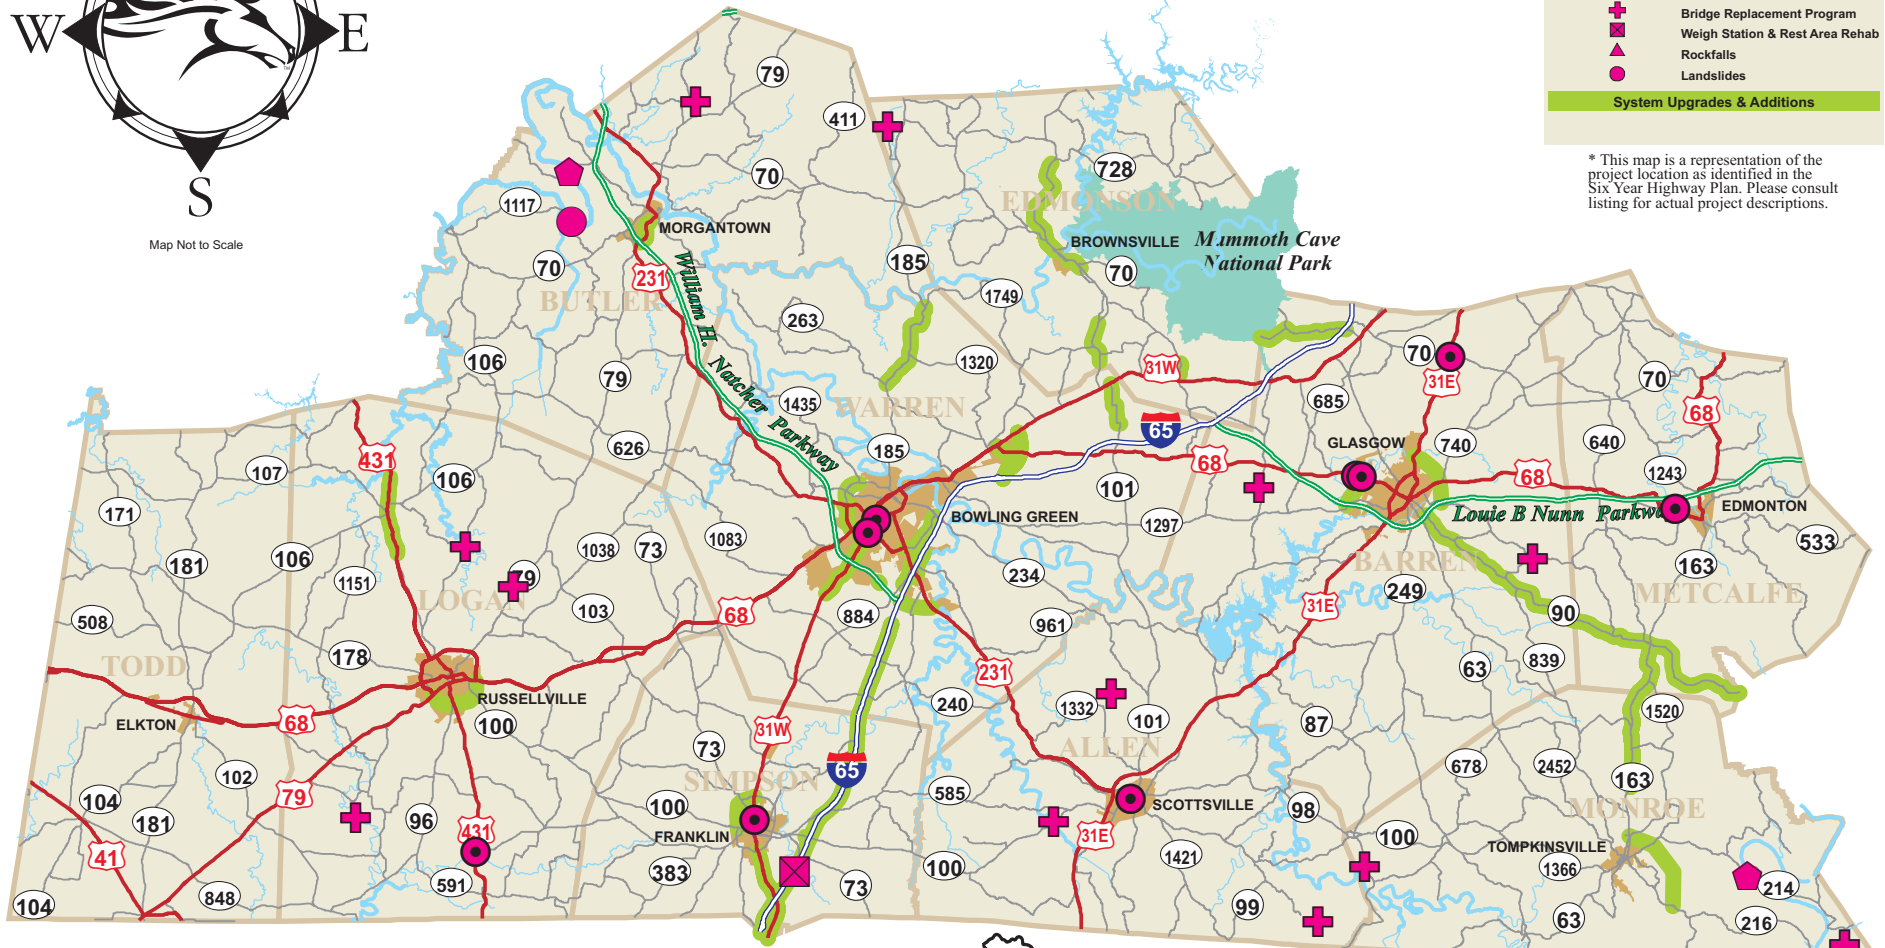 W
E
S
Map Not to Scale
Bridge Replacement Program
Weigh Station & Rest Area Rehab
Rockfalls
Landslides
System Upgrades & Additions
* This map is a representation of the
project location as identified in the
Six Year Highway Plan. Please consult
listing for actual project descriptions.
79
411
70
728
1117
EDMONSON
MORGANTOWN
BROWNSVILLE
Mammoth Cave
National Park
70
231
185
70
BUTLER
William H. Natcher Parkway
1749
263
106
79
1320
31W
70
31E
70
685
68
1435
WARREN
65
GLASGOW
740
640
431
626
185
107
106
68
68
1243
101
171
BOWLING GREEN
1297
Louie B Nunn Parkwa
EDMONTON
533
181
106
1038
73
1083
BARREN
163
1151
79
234
249
METCALFE
LOGAN
103
68
884
961
31E
90
508
178
TODD
231
63
839
RUSSELLVILLE
ELKTON
68
100
240
1332
101
87
1520
31W
73
ALLEN
65
678
2452
163
102
79
SIMPSON
585
104
100
SCOTTSVILLE
98
MONROE
181
96
431
FRANKLIN
31E
100
TOMPKINSVILLE
41
383
1421
1366
591
73
100
214
848
104
99
63
216